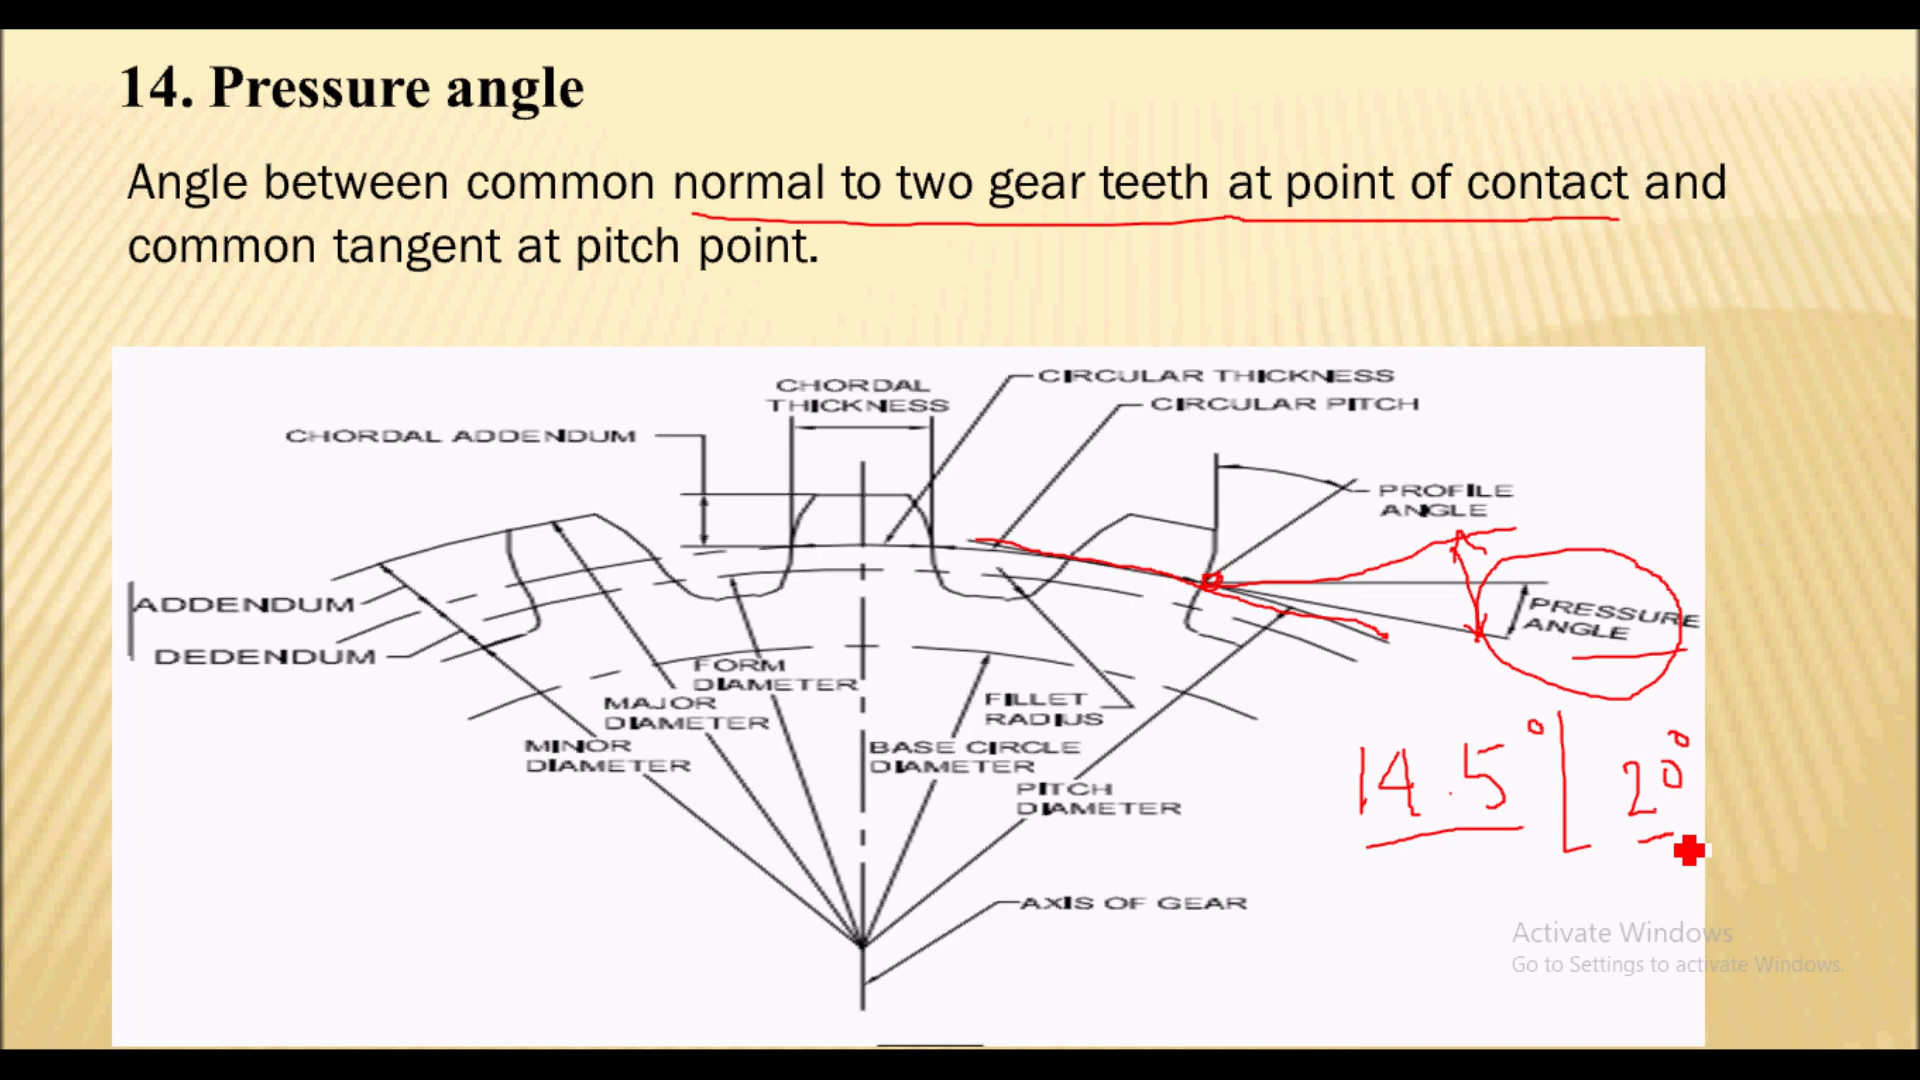 14. Pressure angle
Angle between common normal to two gear teeth at point of contact and
common tangent at pitch point.
CHORDAL
THICKNESS
CIRCULAR THICKNESS
CIRCULAR PITCH
CHORDAL ADDENDUM
PROFILE
ANGLE
ADDENDUM
PRESSURE
ANGLE
DEDENDUM
FORM
DIAMETER
MAJOR
DIAMETER
FILLET
RADIUS
MINOR
DIAMETER
BASE CIRCLE
DIAMETER
PITCH
DIAMETER
14.5° 20°
AXIS OF GEAR
Activate Windows
Go to Settings to activate Windows.